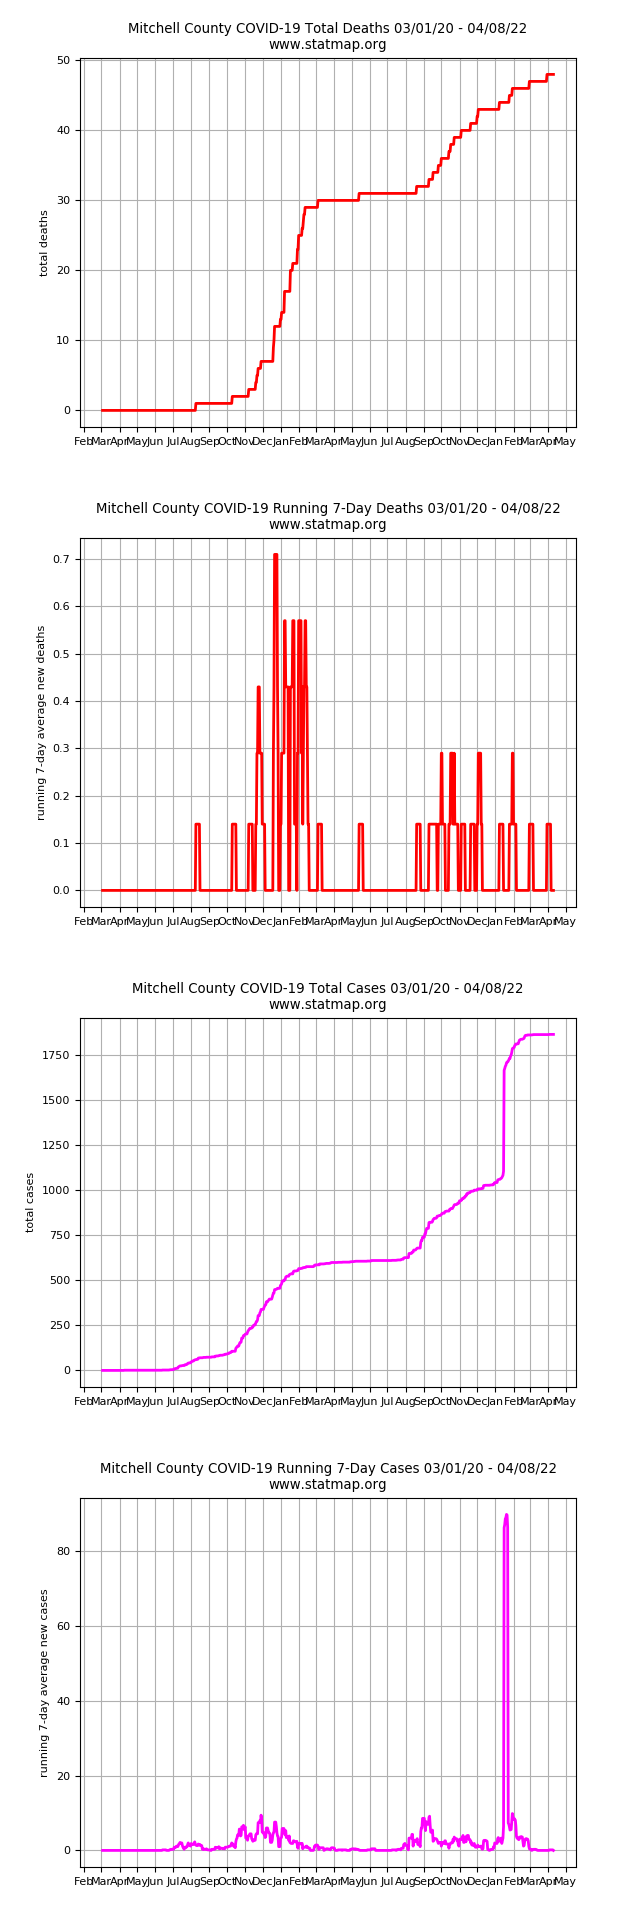 Mitchell County COVID-19 Total Deaths 03/01/20 - 04/08/22
www.statmap.org
50
40
30
20
10
0
total deaths
Feb Mar Apr May Jun Jul Aug Sep Oct Nov Dec Jan Feb Mar Apr May Jun Jul Aug Sep Oct Nov Dec Jan Feb Mar Apr May
Mitchell County COVID-19 Running 7-Day Deaths 03/01/20 - 04/08/22
www.statmap.org
0.7
0.6
0.5
0.4
0.3
0.2
0.1
0.0
running 7-day average new deaths
Feb Mar Apr May Jun Jul Aug Sep Oct Nov Dec Jan Feb Mar Apr May Jun Jul Aug Sep Oct Nov Dec Jan Feb Mar Apr May
Mitchell County COVID-19 Total Cases 03/01/20 - 04/08/22
www.statmap.org
1750
1500
1250
1000
750
500
250
0
total cases
Feb Mar Apr May Jun Jul Aug Sep Oct Nov Dec Jan Feb Mar Apr May Jun Jul Aug Sep Oct Nov Dec Jan Feb Mar Apr May
Mitchell County COVID-19 Running 7-Day Cases 03/01/20 - 04/08/22
www.statmap.org
80
60
40
20
0
running 7-day average new cases
Feb Mar Apr May Jun Jul Aug Sep Oct Nov Dec Jan Feb Mar Apr May Jun Jul Aug Sep Oct Nov Dec Jan Feb Mar Apr May